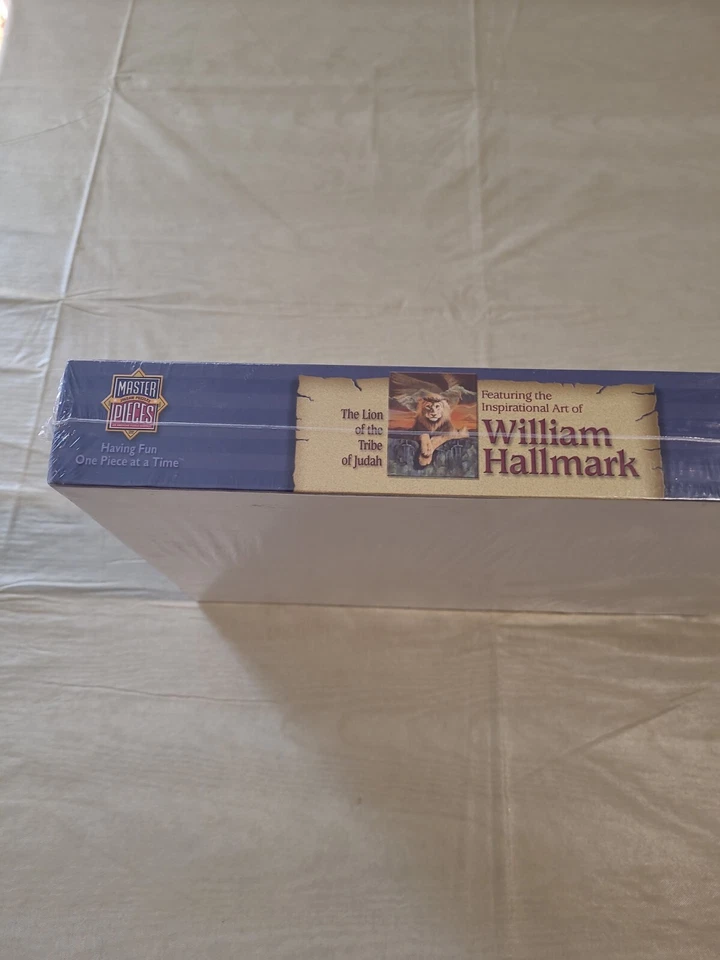 MASTER
PIECES
Having Fun
One Piece at a Time
The Lion
of the
Tribe
of Judah
Featuring the
Inspirational Art of
William
Hallmark